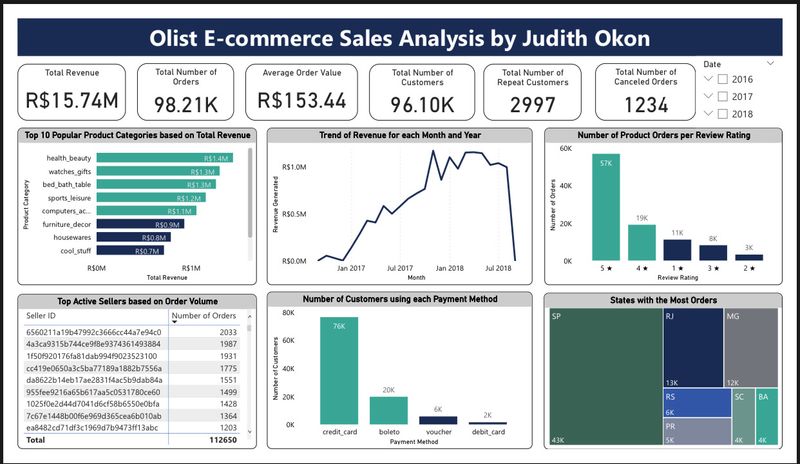 Olist E-commerce Sales Analysis by Judith Okon
Total Revenue
R$15.74M
Total Number of
Orders
98.21K
Average Order Value
R$153.44
Total Number of
Customers
96.10K
Total Number of
Repeat Customers
2997
Total Number of
Canceled Orders
1234
Date
2016
2017
2018
Top 10 Popular Product Categories based on Total Revenue
Product Category
health_beauty
R$1.4M
watches_gifts
R$1.3M
bed_bath_table
R$1.3M
sports_leisure
R$1.2M
computers_ac...
R$1.1M
furniture_decor
R$0.9M
housewares
R$0.8M
cool_stuff
R$0.7M
R$0M
R$1M
Total Revenue
Trend of Revenue for each Month and Year
Revenue Generated
R$1.0M
R$0.5M
R$0.0M
Jan 2017
Jul 2017
Jan 2018
Jul 2018
Month
Number of Product Orders per Review Rating
Number of Orders
60K
40K
20K
0K
57K
19K
11K
8K
3K
5 ★
4 ★
1 ★
3 ★
2 ★
Review Rating
Top Active Sellers based on Order Volume
Seller ID
Number of Orders
6560211a19b47992c3666cc44a7e94c0
2033
4a3ca9315b744ce9f8e9374361493884
1987
1f50f920176fa81dab994f9023523100
1931
cc419e0650a3c5ba77189a1882b7556a
1775
da8622b14eb17ae2831f4ac5b9dab84a
1551
955fee9216a65b617aa5c0531780ce60
1499
1025f0e2d44d7041d6cf58b6550e0bfa
1428
7c67e1448b00f6e969d365cea6b010ab
1364
ea8482cd71df3c1969d7b9473ff13abc
1203
Total
112650
Number of Customers using each Payment Method
Number of Customers
80K
60K
40K
20K
0K
76K
20K
6K
2K
credit_card
boleto
voucher
debit_card
Payment Method
States with the Most Orders
SP
43K
RJ
13K
MG
12K
RS
6K
PR
5K
SC
4K
BA
4K